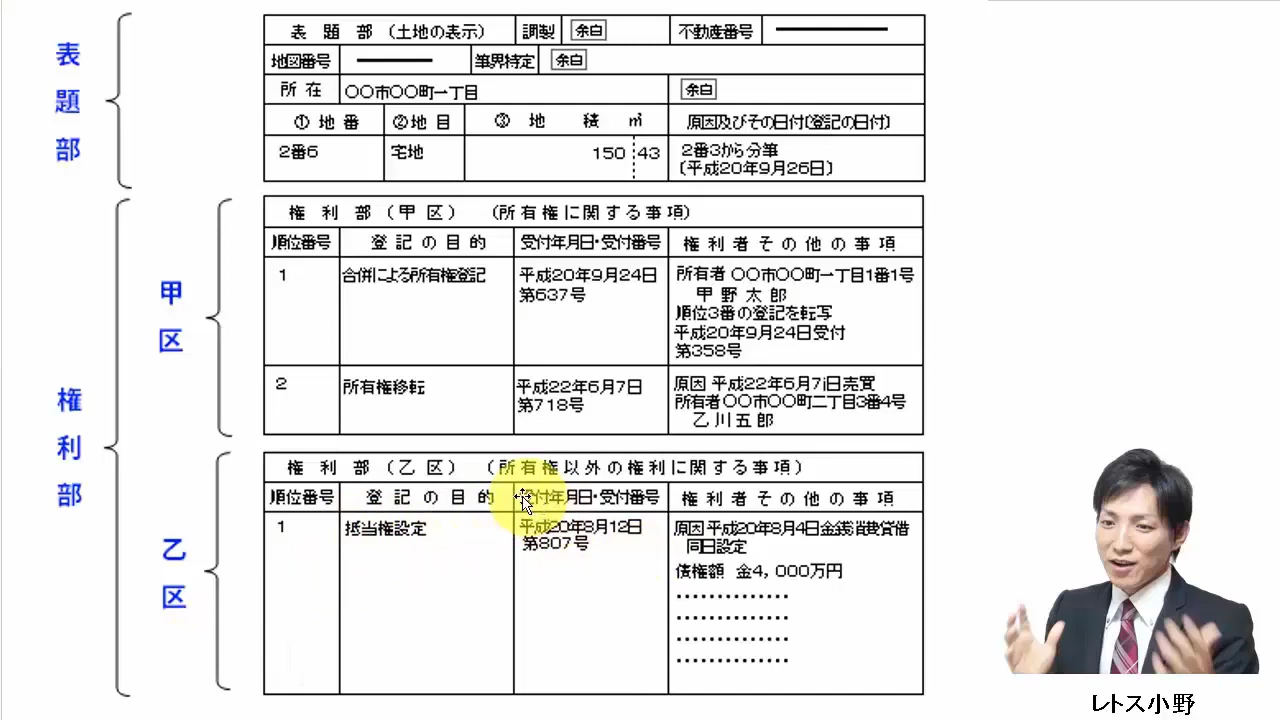 表題部
表 題 部 (土地の表示) 調製 余白 不動産番号
地図番号 筆界特定 余白
所 在 〇〇市〇〇町一丁目 余白
① 地 番 ②地 目 ③ 地 積 ㎡ 原因及びその日付〔登記の日付〕
2番6 宅地 150 43 2番3から分筆
〔平成20年9月26日〕
権利部
甲区
権 利 部 (甲 区) (所有権に関する事項)
順位番号 登 記 の 目 的 受付年月日・受付番号 権 利 者 そ の 他 の 事 項
1 合併による所有権登記 平成20年9月24日
第637号
所有者 〇〇市〇〇町一丁目1番1号
甲 野 太 郎
順位3番の登記を転写
平成20年9月24日受付
第358号
2 所有権移転 平成22年6月7日
第718号
原因 平成22年6月7日売買
所有者〇〇市〇〇町二丁目3番4号
乙 川 五 郎
乙区
権 利 部 (乙 区) (所有権以外の権利に関する事項)
順位番号 登 記 の 目 的 受付年月日・受付番号 権 利 者 そ の 他 の 事 項
1 抵当権設定 平成20年8月12日
第807号
原因 平成20年8月4日金銭消費貸借
同日設定
債権額 金4,000万円
••••••••••••••
••••••••••••••
••••••••••••••
••••••••••••••
レトス小野